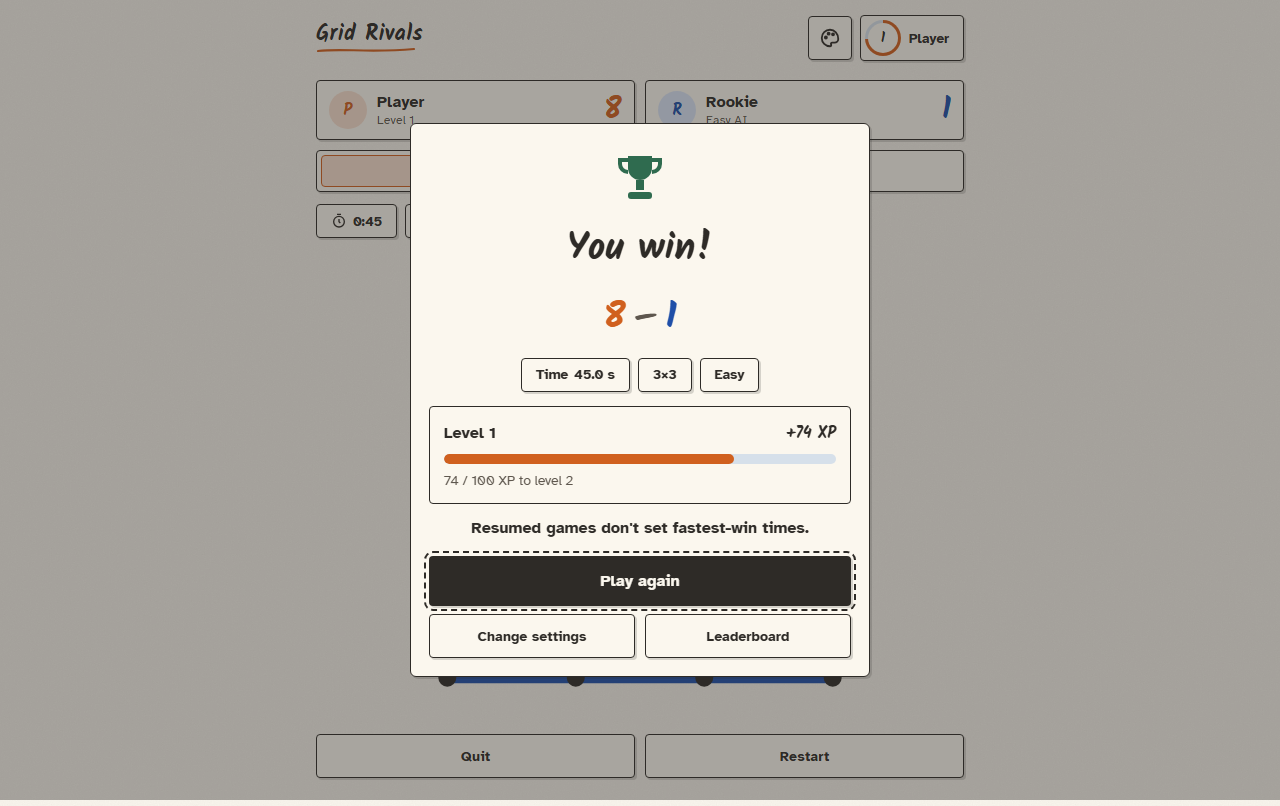 Grid Rivals
1 Player
P Player 8
Level 1
R Rookie 1
Easy AI
0:45
You win!
8 – 1
Time 45.0 s
3×3
Easy
Level 1 +74 XP
74 / 100 XP to level 2
Resumed games don't set fastest-win times.
Play again
Change settings
Leaderboard
Quit
Restart